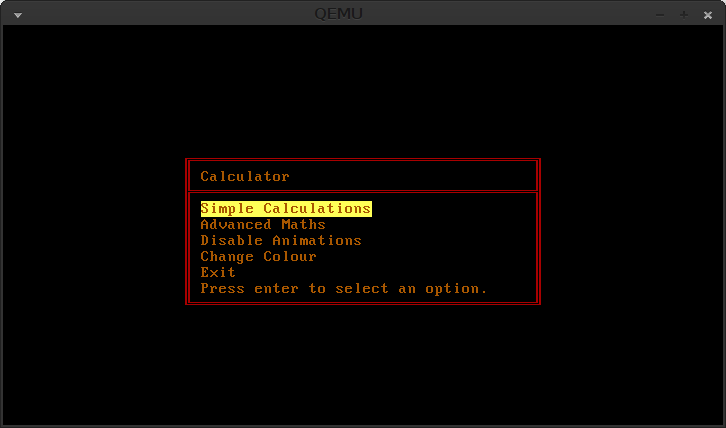 QEMU
Calculator
Simple Calculations
Advanced Maths
Disable Animations
Change Colour
Exit
Press enter to select an option.